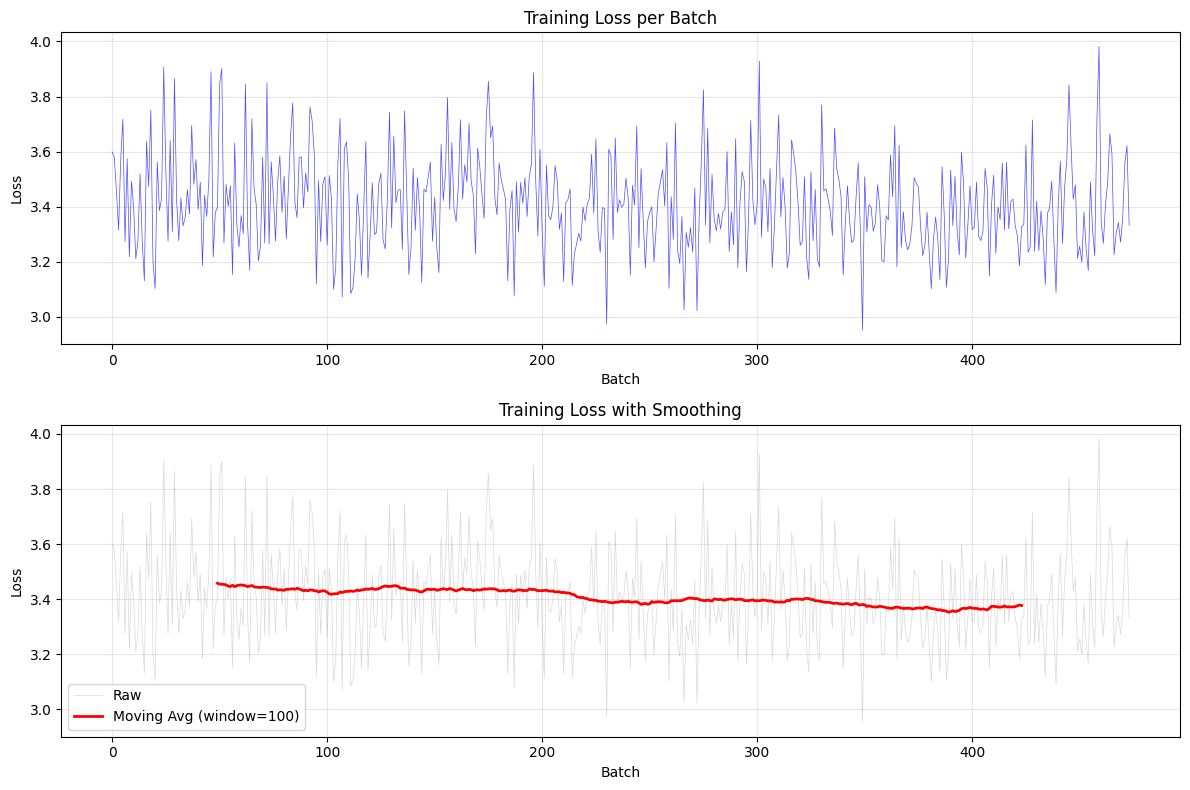 Training Loss per Batch
4.0
3.8
3.6
3.4
3.2
3.0
Loss
0 100 200 300 400
Batch
Training Loss with Smoothing
4.0
3.8
3.6
3.4
3.2
3.0
Loss
Raw
Moving Avg (window=100)
0 100 200 300 400
Batch